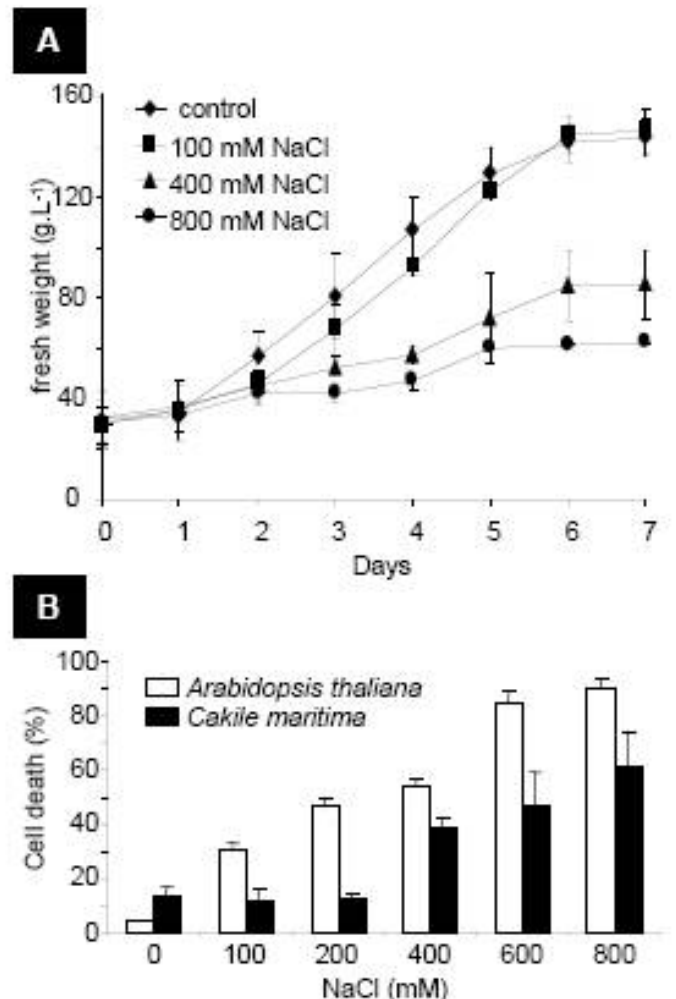 A
160
120
80
40
0
fresh weight (g.L-1)
control
100 mM NaCl
400 mM NaCl
800 mM NaCl
0 1 2 3 4 5 6 7
Days
B
100
80
60
40
20
0
Cell death (%)
Arabidopsis thaliana
Cakile maritima
0 100 200 400 600 800
NaCl (mM)